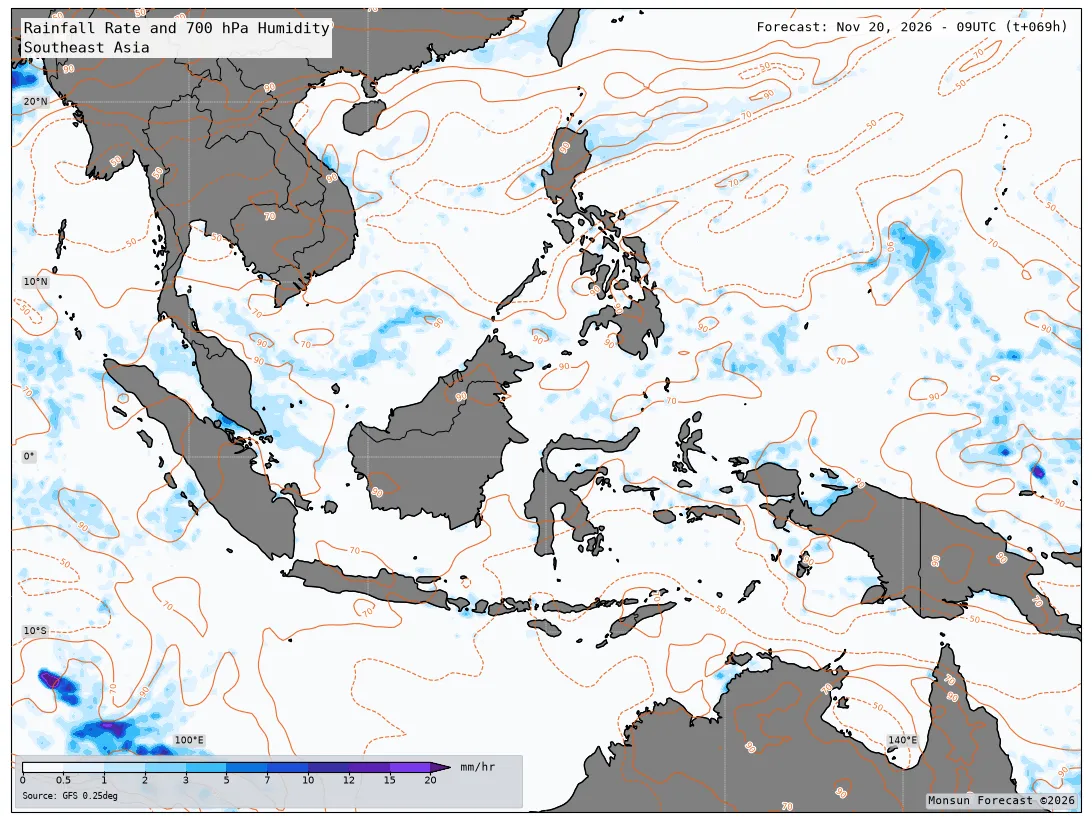 Rainfall Rate and 700 hPa Humidity
Southeast Asia
Forecast: Nov 20, 2026 - 09UTC (t+069h)
20°N
10°N
0°
10°S
100°E
140°E
0 0.5 1 2 3 5 7 10 12 15 20 mm/hr
Source: GFS 0.25deg
Monsun Forecast ©2026